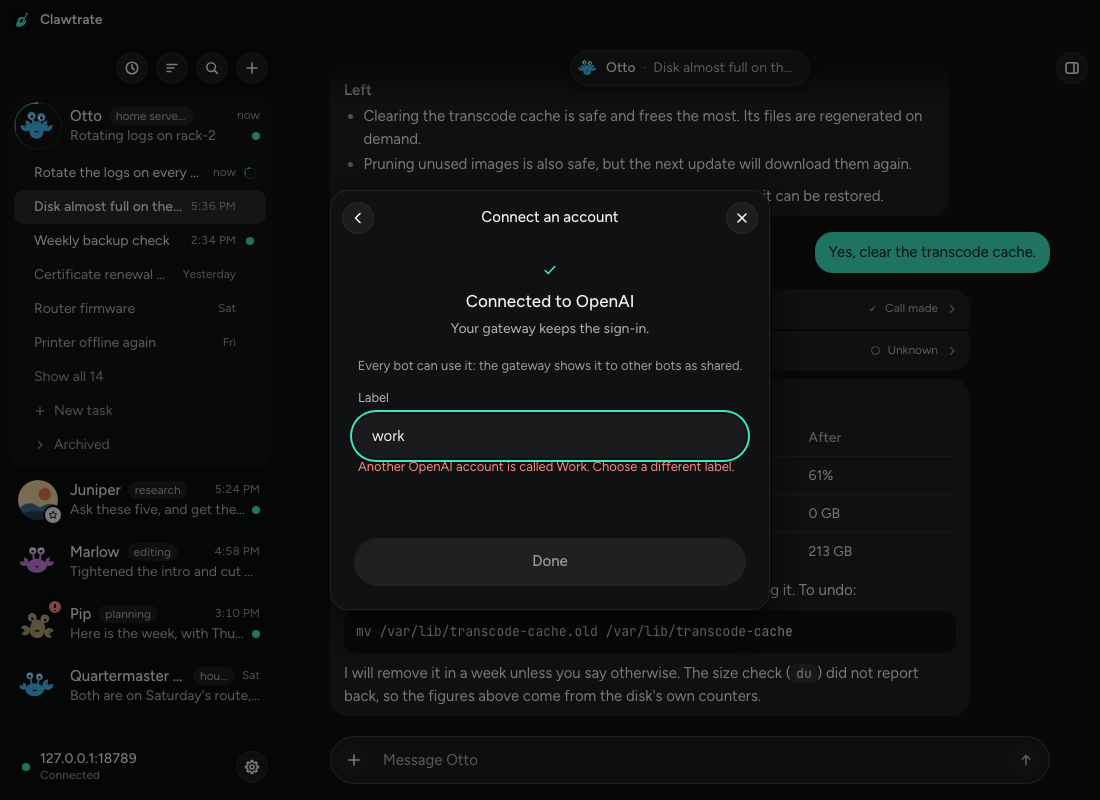 Clawtrate
Otto
home serve...
now
Rotating logs on rack-2
Rotate the logs on every ...
now
Disk almost full on the...
5:36 PM
Weekly backup check
2:34 PM
Certificate renewal ...
Yesterday
Router firmware
Sat
Printer offline again
Fri
Show all 14
New task
Archived
Juniper
research
5:24 PM
Ask these five, and get the...
Marlow
editing
4:58 PM
Tightened the intro and cut ...
Pip
planning
3:10 PM
Here is the week, with Thu...
Quartermaster ...
hou...
Sat
Both are on Saturday's route,...
127.0.0.1:18789
Connected
Otto · Disk almost full on th...
Left
Clearing the transcode cache is safe and frees the most. Its files are regenerated on
demand.
Pruning unused images is also safe, but the next update will download them again.
it can be restored.
Yes, clear the transcode cache.
Call made
Unknown
After
61%
0 GB
213 GB
g it. To undo:
mv /var/lib/transcode-cache.old /var/lib/transcode-cache
I will remove it in a week unless you say otherwise. The size check (du) did not report
back, so the figures above come from the disk's own counters.
Message Otto
Connect an account
Connected to OpenAI
Your gateway keeps the sign-in.
Every bot can use it: the gateway shows it to other bots as shared.
Label
work
Another OpenAI account is called Work. Choose a different label.
Done